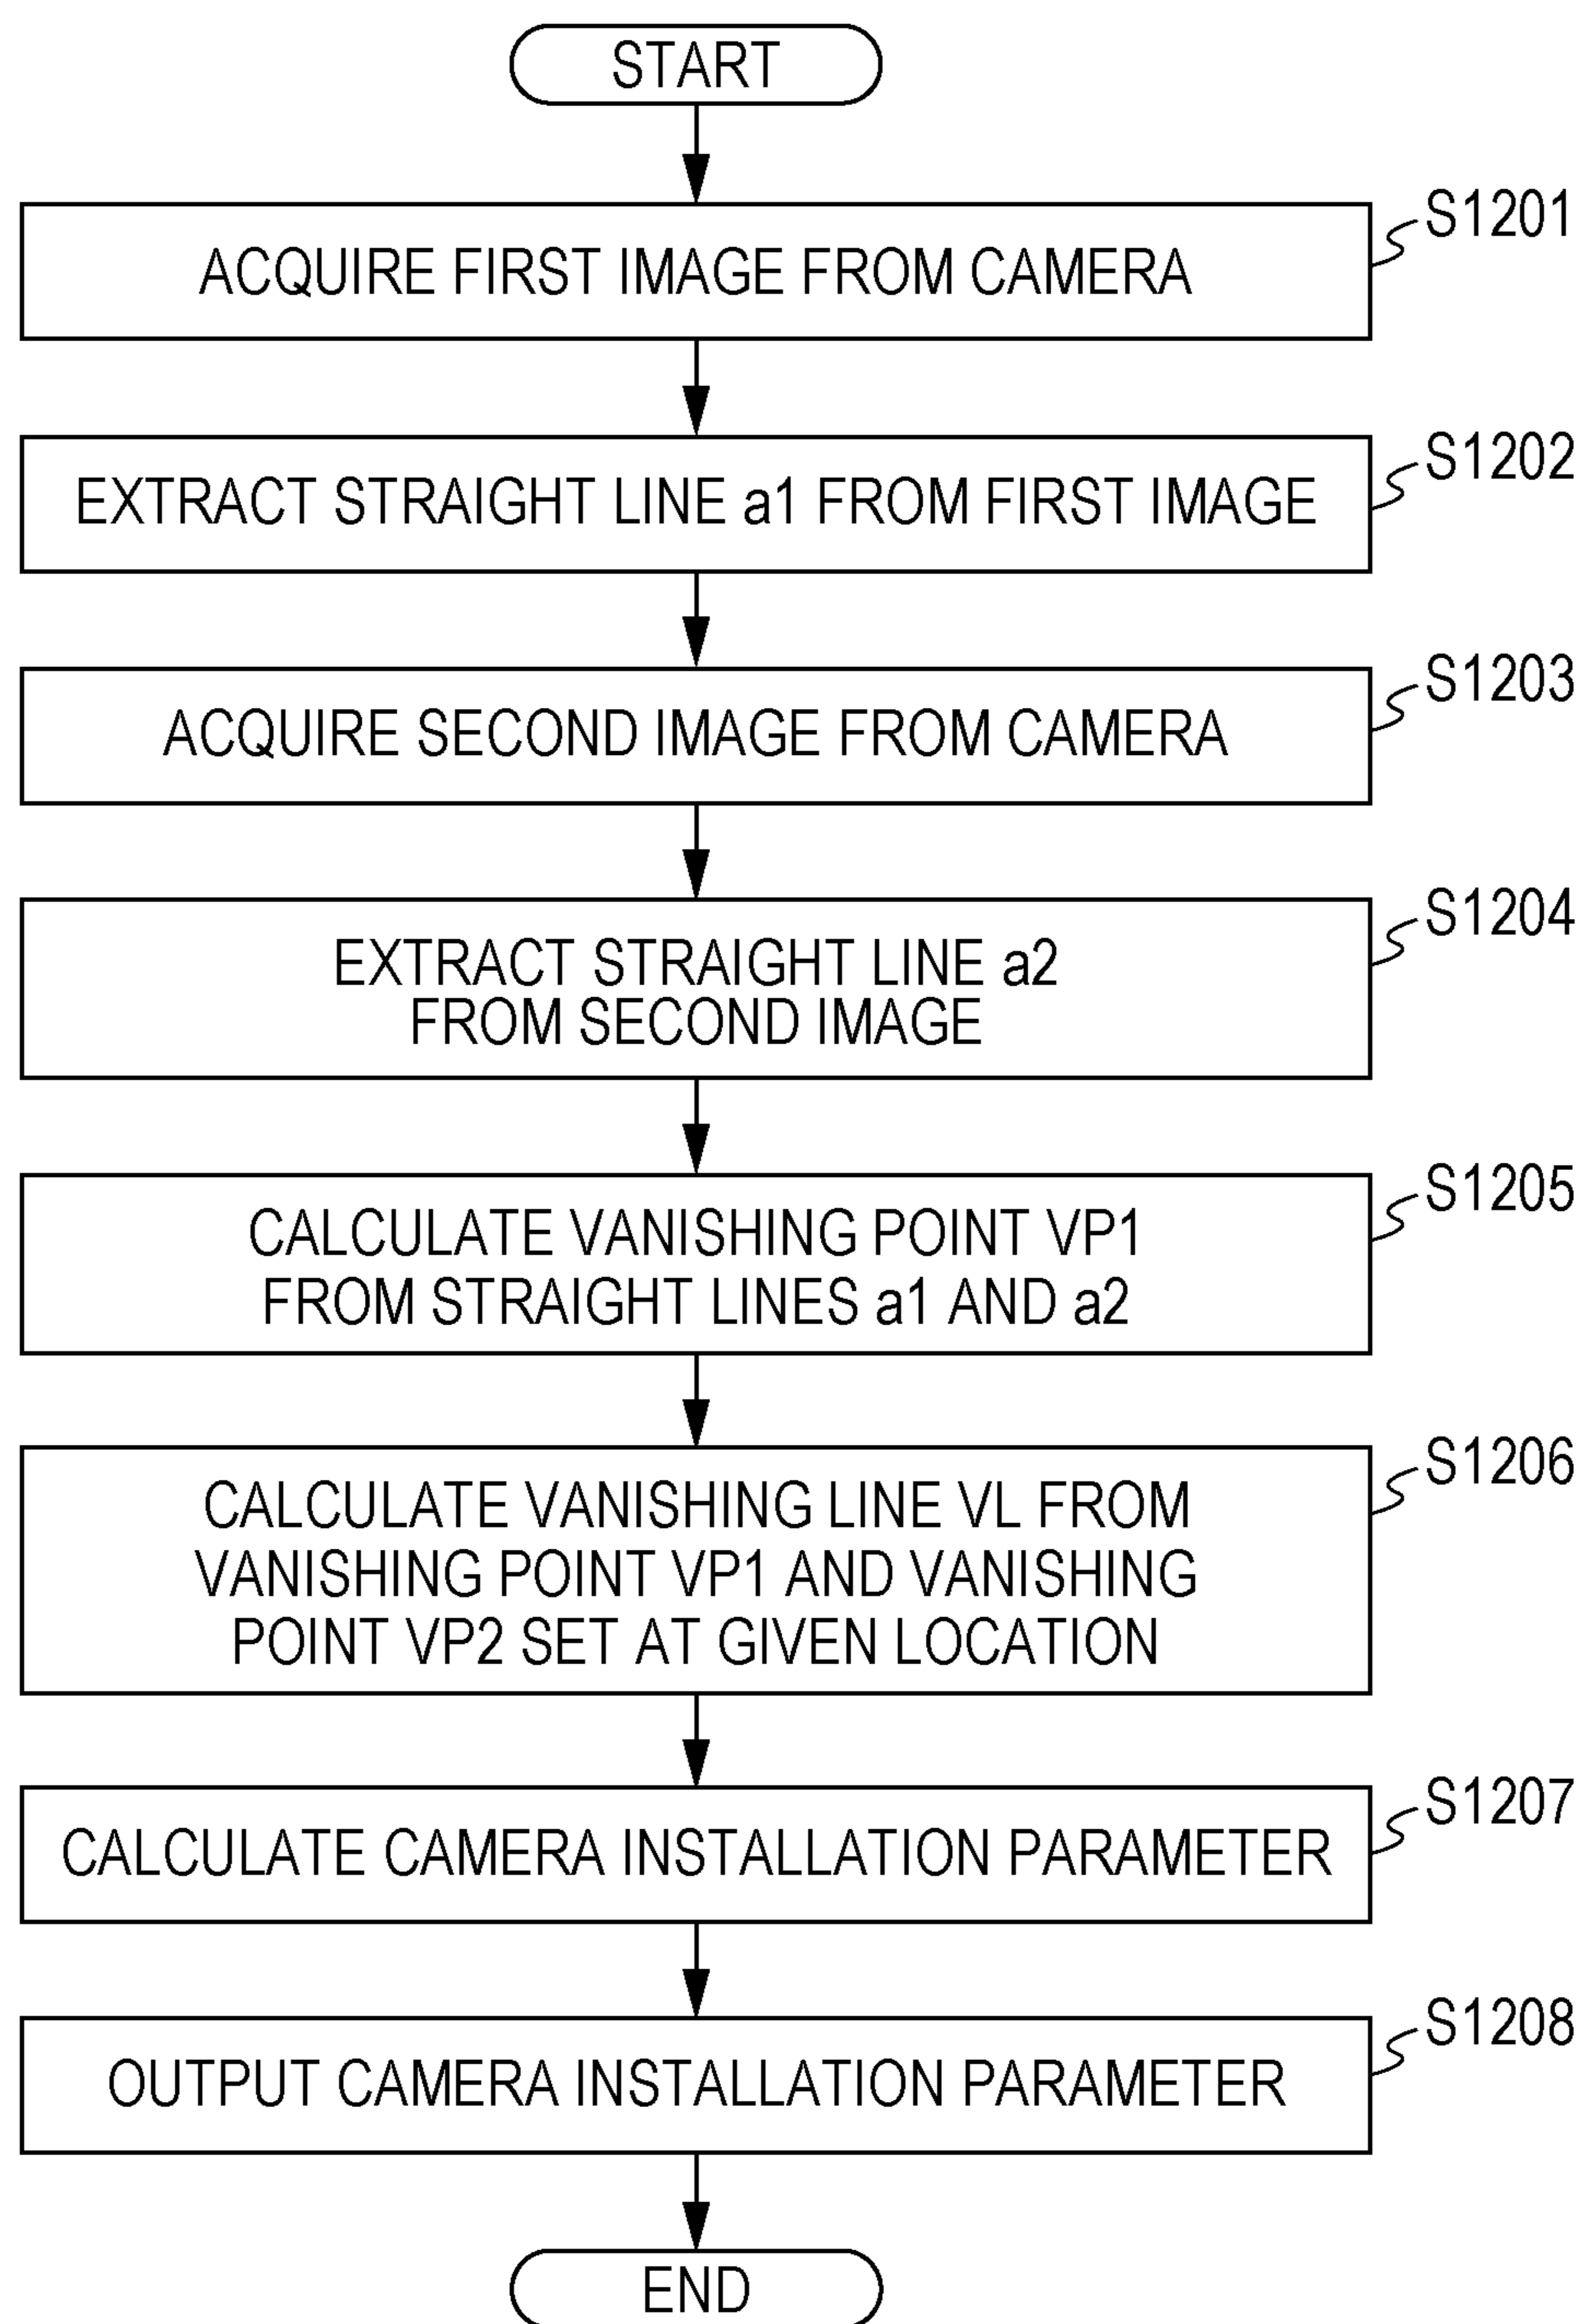 START
S1201
ACQUIRE FIRST IMAGE FROM CAMERA
S1202
EXTRACT STRAIGHT LINE a1 FROM FIRST IMAGE
S1203
ACQUIRE SECOND IMAGE FROM CAMERA
S1204
EXTRACT STRAIGHT LINE a2
FROM SECOND IMAGE
S1205
CALCULATE VANISHING POINT VP1
FROM STRAIGHT LINES a1 AND a2
S1206
CALCULATE VANISHING LINE VL FROM
VANISHING POINT VP1 AND VANISHING
POINT VP2 SET AT GIVEN LOCATION
S1207
CALCULATE CAMERA INSTALLATION PARAMETER
S1208
OUTPUT CAMERA INSTALLATION PARAMETER
END